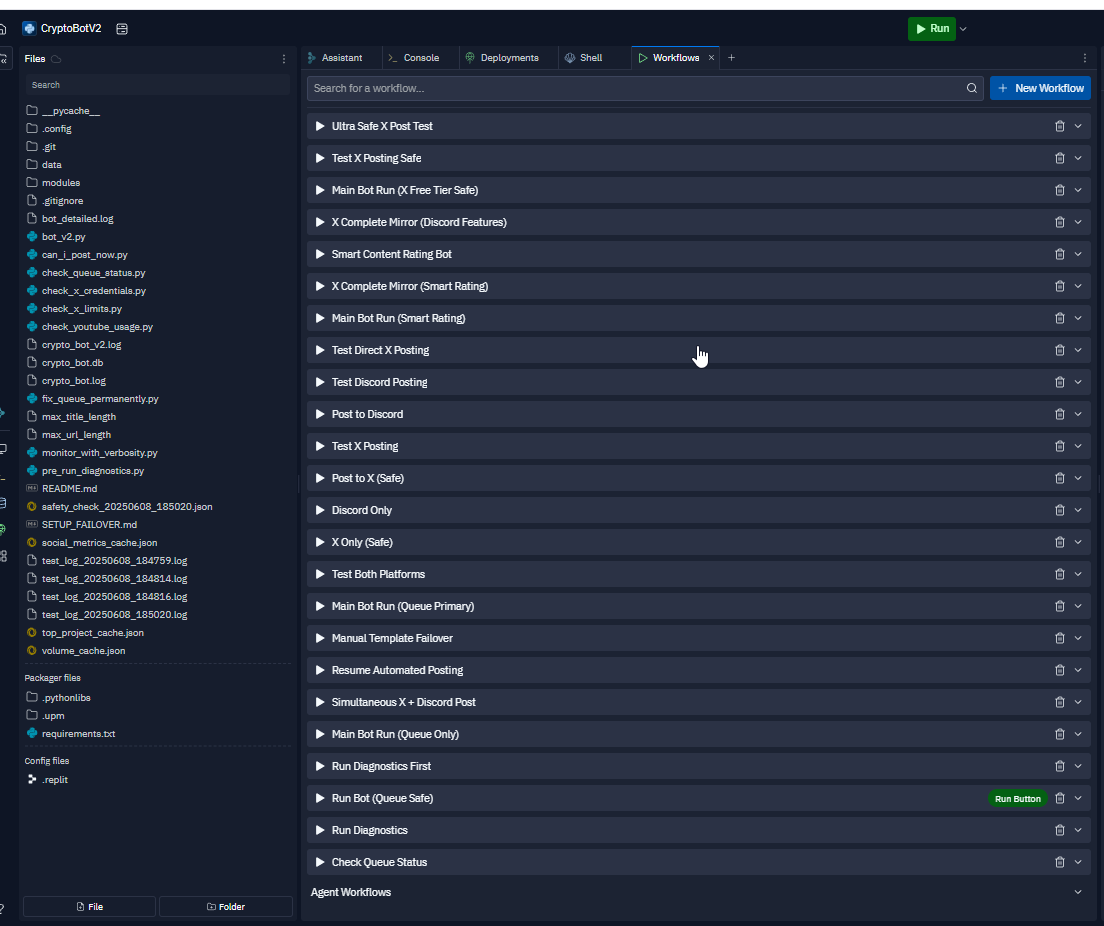 CryptoBotV2
Run
Files
Search
__pycache__
.config
.git
data
modules
.gitignore
bot_detailed.log
bot_v2.py
can_i_post_now.py
check_queue_status.py
check_x_credentials.py
check_x_limits.py
check_youtube_usage.py
crypto_bot_v2.log
crypto_bot.db
crypto_bot.log
fix_queue_permanently.py
max_title_length
max_url_length
monitor_with_verbosity.py
pre_run_diagnostics.py
README.md
safety_check_20250608_185020.json
SETUP_FAILOVER.md
social_metrics_cache.json
test_log_20250608_184759.log
test_log_20250608_184814.log
test_log_20250608_184816.log
test_log_20250608_185020.log
top_project_cache.json
volume_cache.json
Packager files
.pythonlibs
.upm
requirements.txt
Config files
.replit
File Folder
Assistant Console Deployments Shell Workflows
Search for a workflow... New Workflow
Ultra Safe X Post Test
Test X Posting Safe
Main Bot Run (X Free Tier Safe)
X Complete Mirror (Discord Features)
Smart Content Rating Bot
X Complete Mirror (Smart Rating)
Main Bot Run (Smart Rating)
Test Direct X Posting
Test Discord Posting
Post to Discord
Test X Posting
Post to X (Safe)
Discord Only
X Only (Safe)
Test Both Platforms
Main Bot Run (Queue Primary)
Manual Template Failover
Resume Automated Posting
Simultaneous X + Discord Post
Main Bot Run (Queue Only)
Run Diagnostics First
Run Bot (Queue Safe) Run Button
Run Diagnostics
Check Queue Status
Agent Workflows